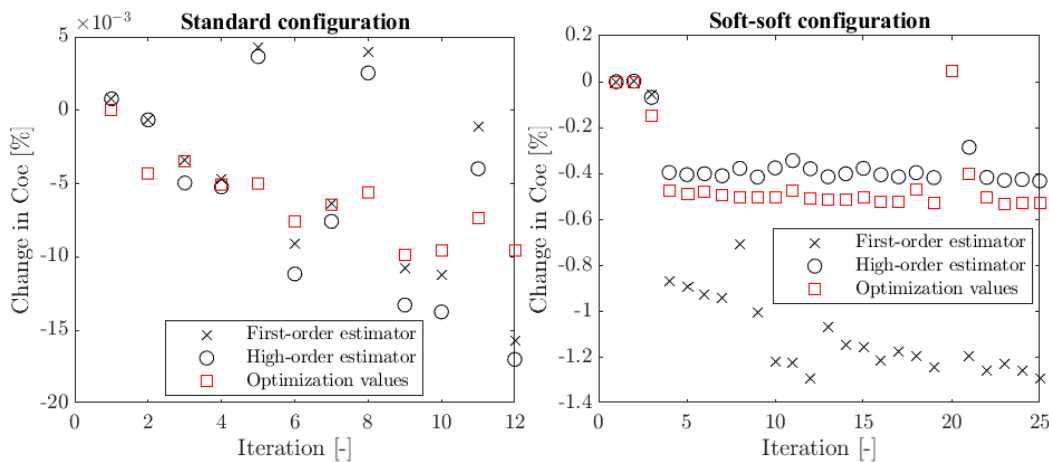 Standard configuration
×10⁻³
5
0
-5
-10
-15
-20
0
2
4
6
8
10
12
Change in Coe [%]
Iteration [-]
First-order estimator
High-order estimator
Optimization values
Soft-soft configuration
0.2
0
-0.2
-0.4
-0.6
-0.8
-1
-1.2
-1.4
0
5
10
15
20
25
Change in Coe [%]
Iteration [-]
First-order estimator
High-order estimator
Optimization values